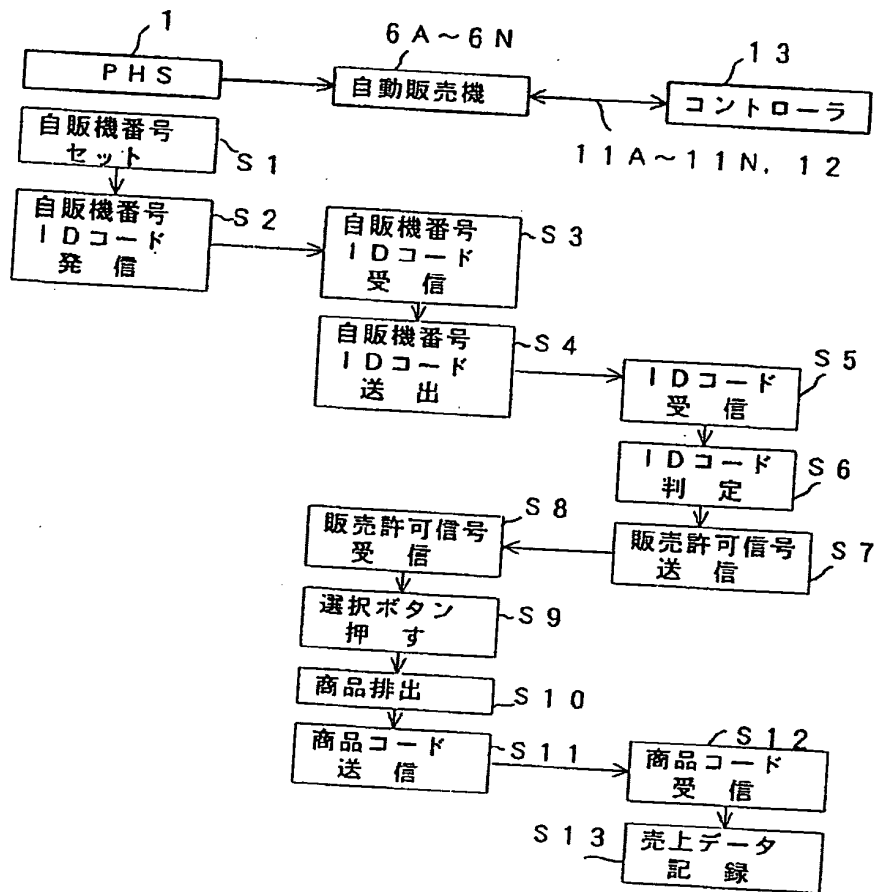 1
6A～6N
13
PHS
自動販売機
コントローラ
11A～11N，12
自販機番号
セット
S1
自販機番号
IDコード
発信
S2
自販機番号
IDコード
受信
S3
自販機番号
IDコード
送出
S4
IDコード
受信
S5
IDコード
判定
S6
販売許可信号
送信
S7
販売許可信号
受信
S8
選択ボタン
押す
S9
商品排出
S10
商品コード
送信
S11
商品コード
受信
S12
売上データ
記録
S13